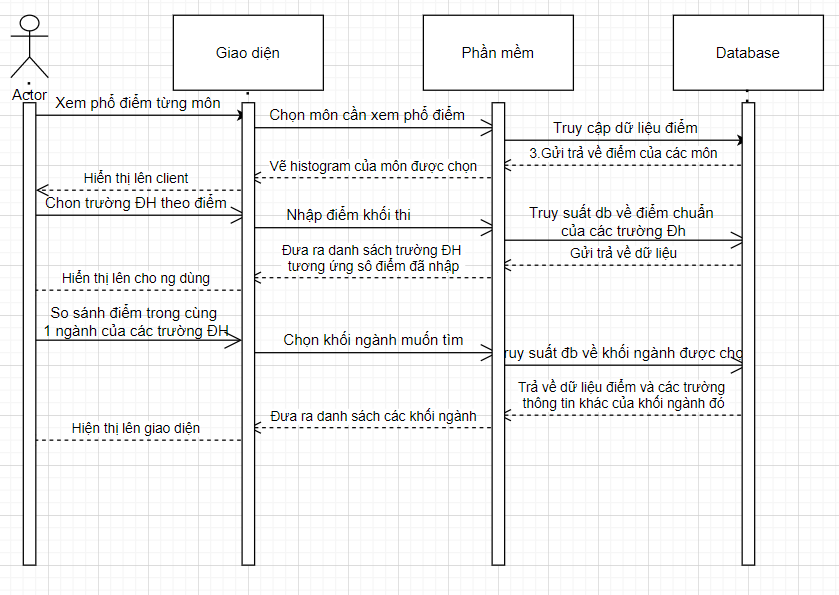 Giao diện
Phần mềm
Database
Actor
Xem phổ điểm từng môn
Chọn môn cần xem phổ điểm
Truy cập dữ liệu điểm
3.Gửi trả về điểm của các môn
Vẽ histogram của môn được chọn
Hiển thị lên client
Chon trường ĐH theo điểm
Nhập điểm khối thi
Truy suất db về điểm chuẩn
của các trường Đh
Gửi trả về dữ liệu
Đưa ra danh sách trường ĐH
tương ứng số điểm đã nhập
Hiển thị lên cho ng dùng
So sánh điểm trong cùng
1 ngành của các trường ĐH
Chọn khối ngành muốn tìm
ruy suất đb về khối ngành được chọ
Trả về dữ liệu điểm và các trường
thông tin khác của khối ngành đó
Đưa ra danh sách các khối ngành
Hiện thị lên giao diện